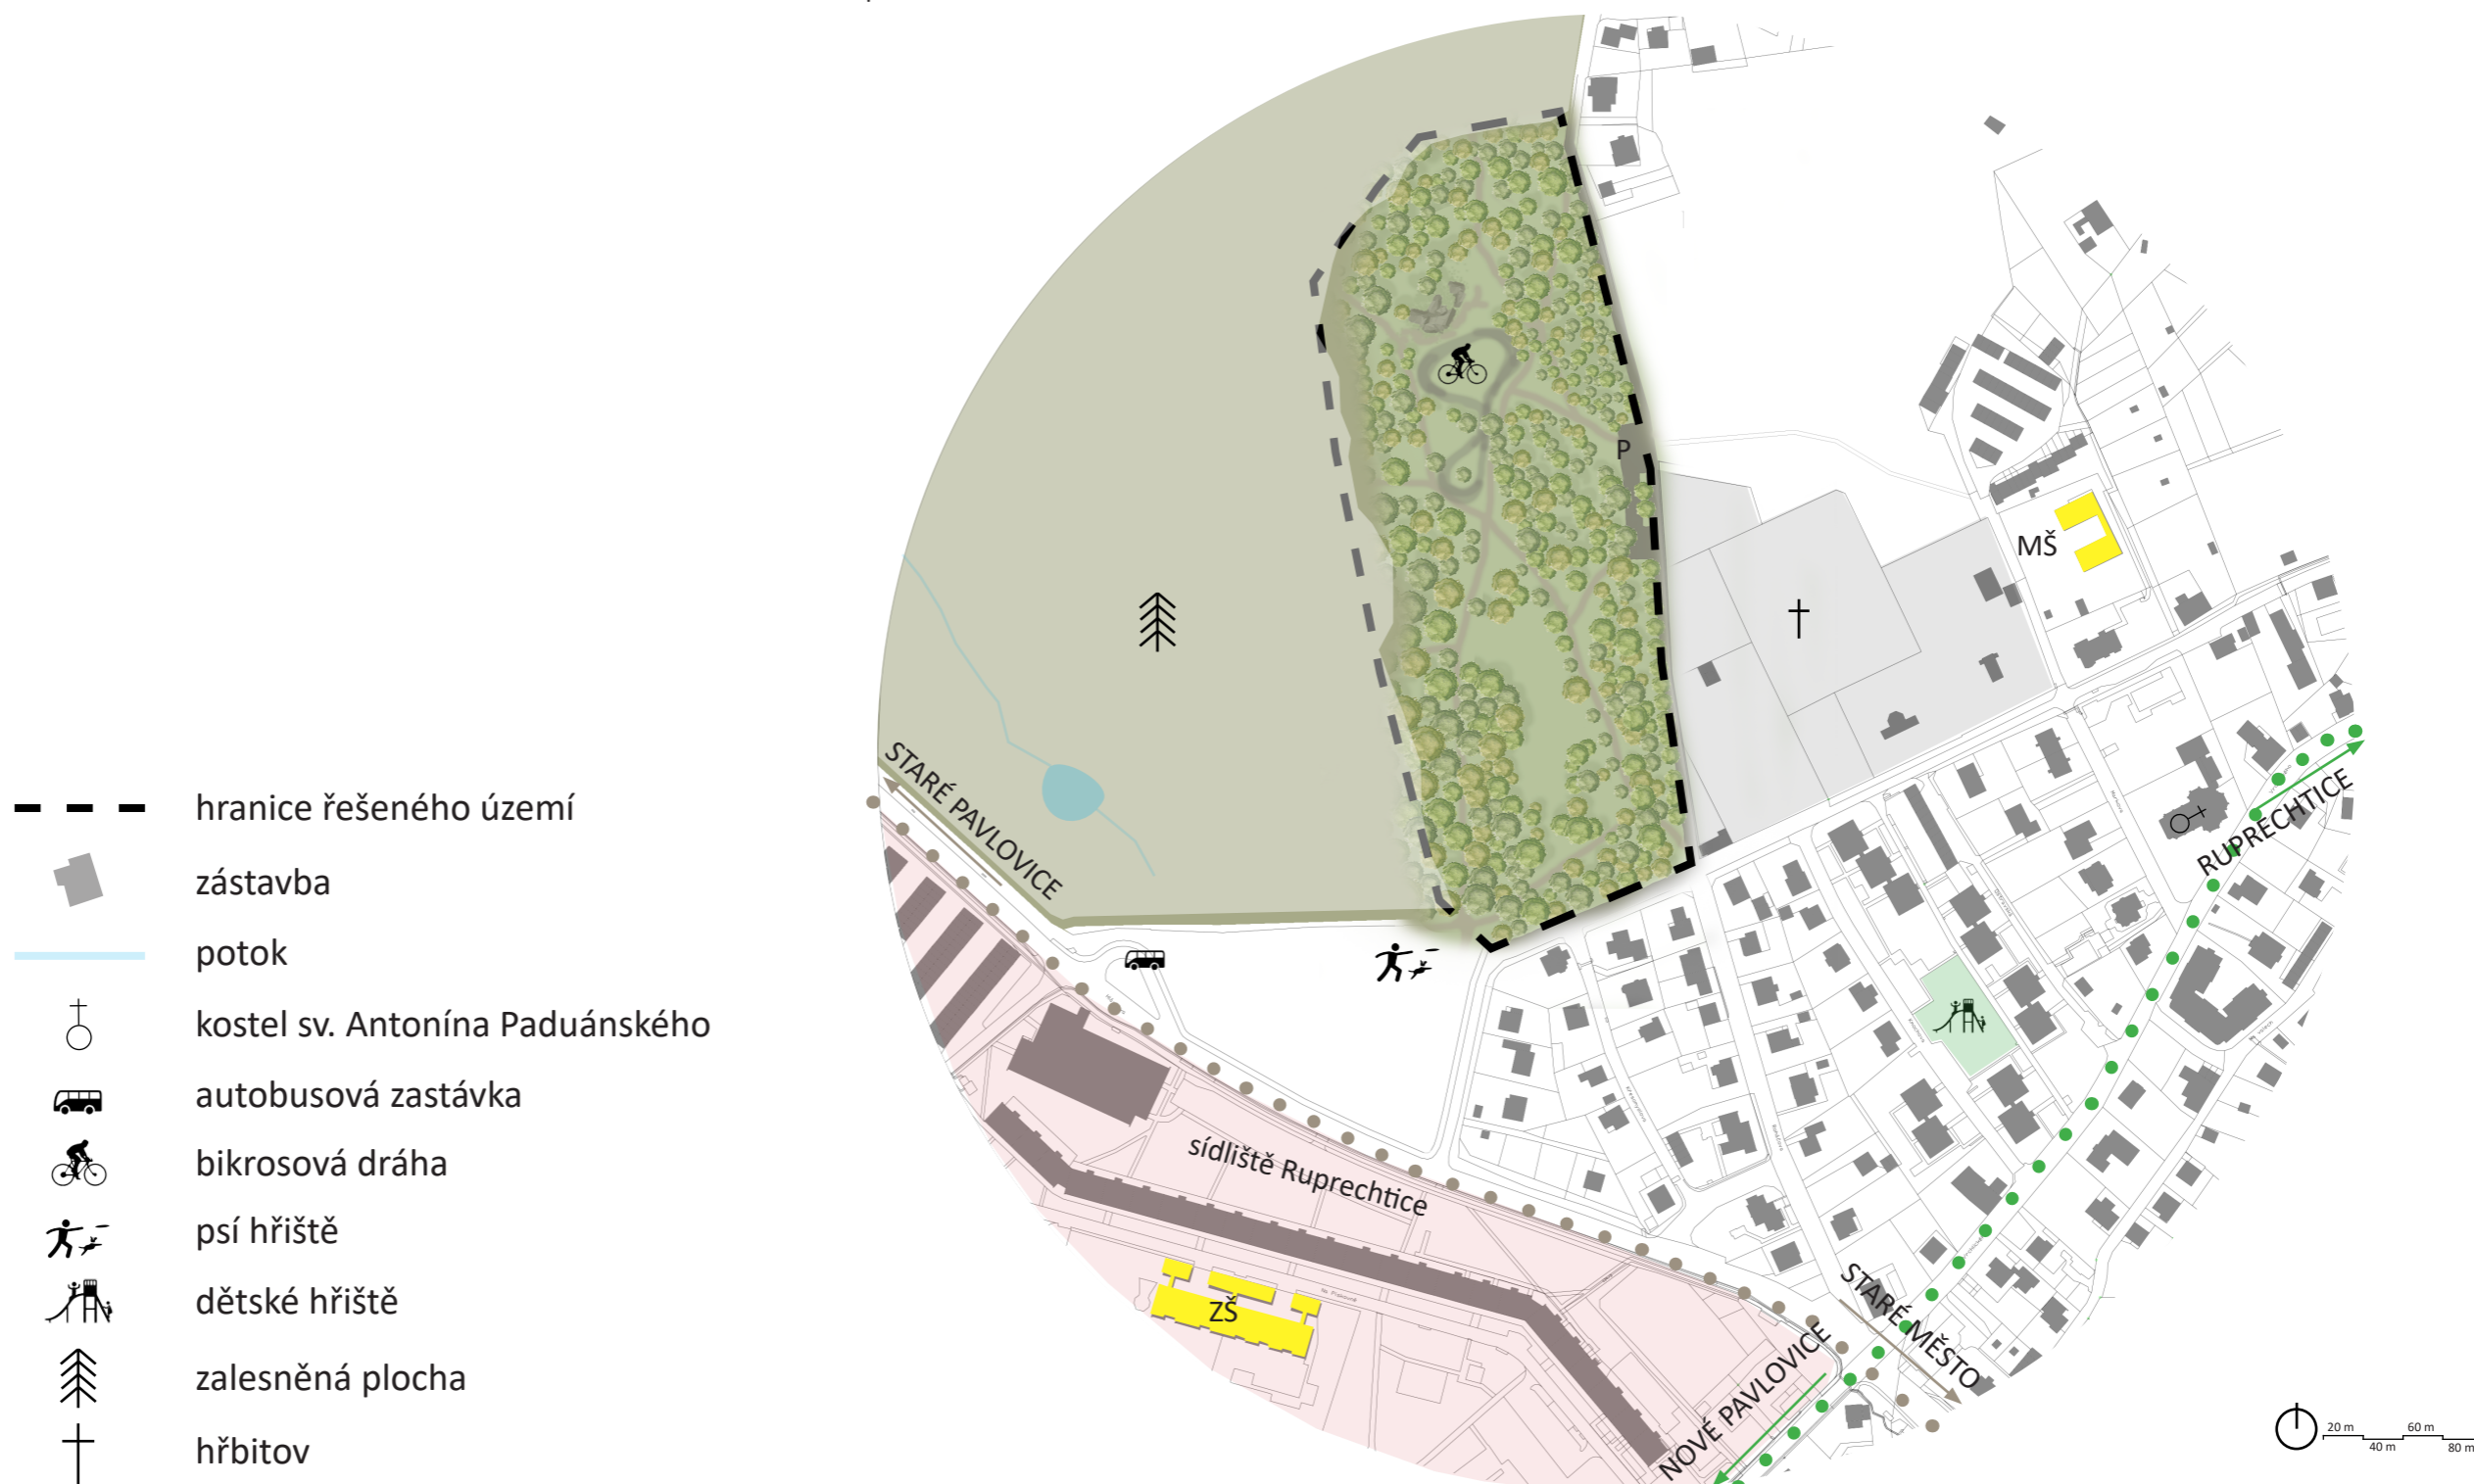 hranice řešeného území
zástavba
potok
kostel sv. Antonína Paduánského
autobusová zastávka
bikrosová dráha
psí hřiště
dětské hřiště
zalesněná plocha
hřbitov
P
MŠ
STARÉ PAVLOVICE
RUPRECHTICE
sídliště Ruprechtice
ZŠ
STARÉ MĚSTO
NOVÉ PAVLOVICE
20 m
60 m
40 m
80 m